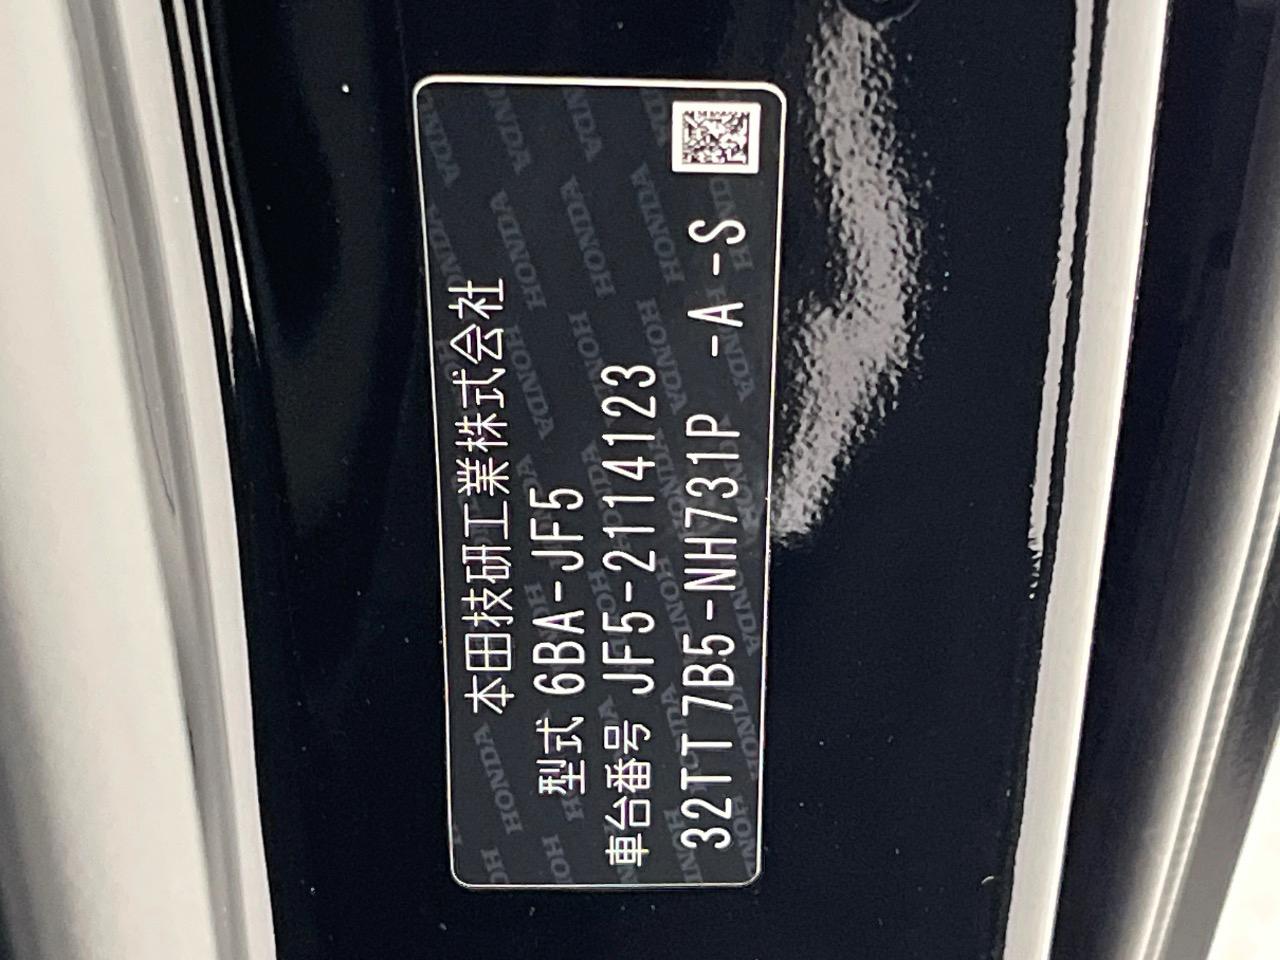 本田技研工業株式会社
型式 6BA-JF5
車台番号 JF5-2114123
32TT7B5-NH731P -A-S